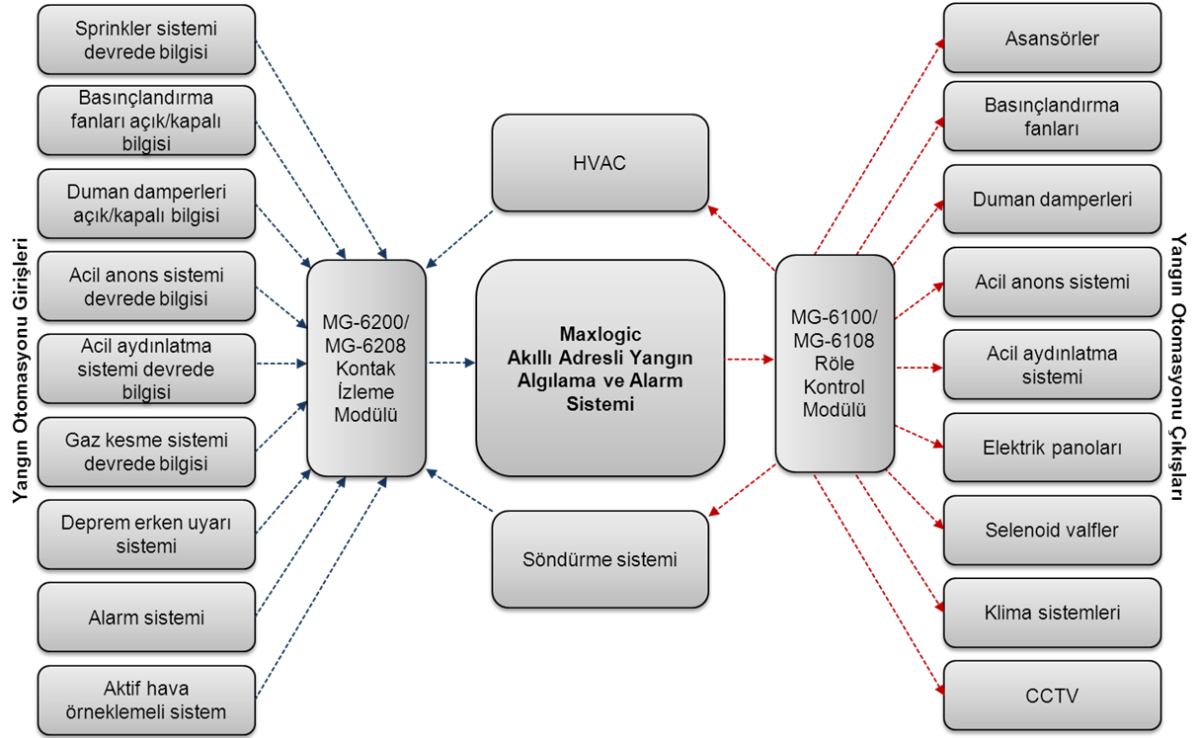 Yangın Otomasyonu Girişleri
Sprinkler sistemi
devrede bilgisi
Basınçlandırma
fanları açık/kapalı
bilgisi
Duman damperleri
açık/kapalı bilgisi
Acil anons sistemi
devrede bilgisi
Acil aydınlatma
sistemi devrede
bilgisi
Gaz kesme sistemi
devrede bilgisi
Deprem erken uyarı
sistemi
Alarm sistemi
Aktif hava
örneklemeli sistem
MG-6200/
MG-6208
Kontak
İzleme
Modülü
HVAC
Maxlogic
Akıllı Adresli Yangın
Algılama ve Alarm
Sistemi
Söndürme sistemi
MG-6100/
MG-6108
Röle
Kontrol
Modülü
Asansörler
Basınçlandırma
fanları
Duman damperleri
Acil anons sistemi
Acil aydınlatma
sistemi
Elektrik panoları
Selenoid valfler
Klima sistemleri
CCTV
Yangın Otomasyonu Çıkışları